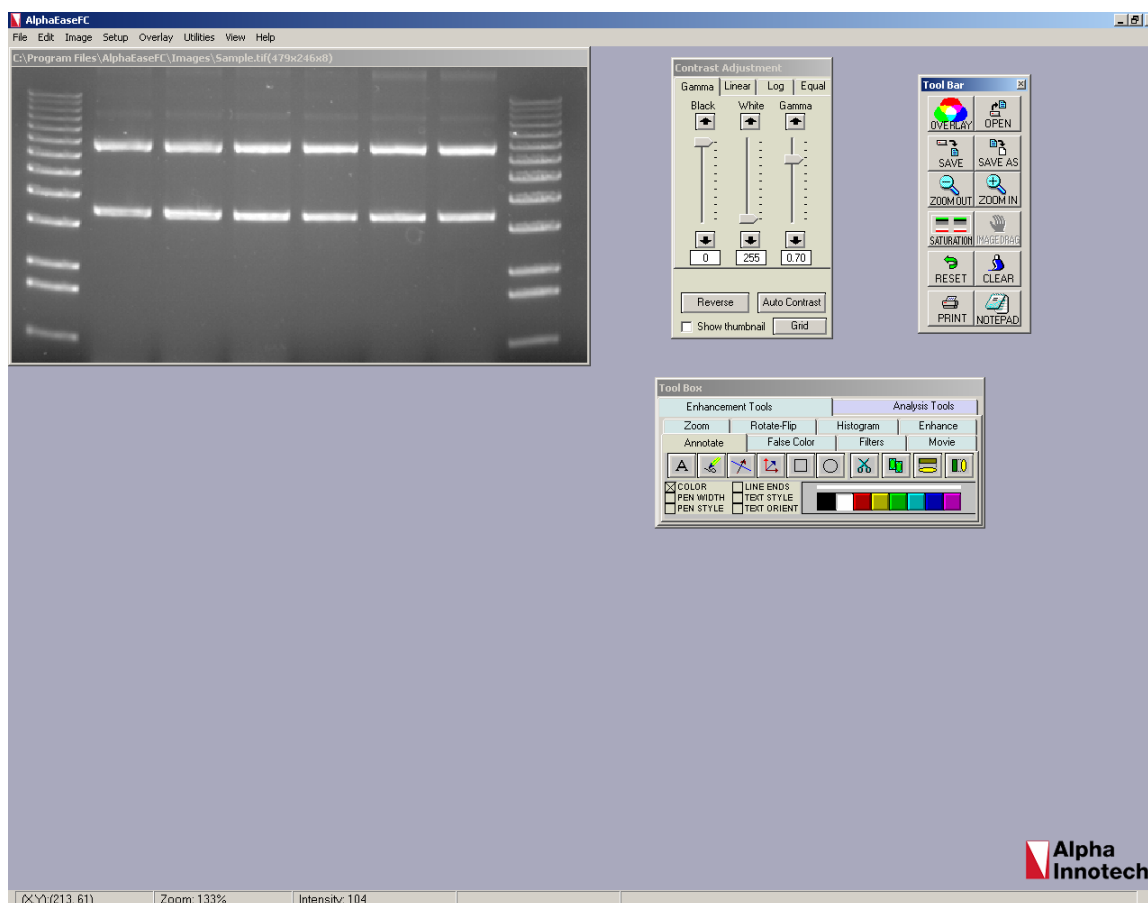 AlphaEaseFC
File Edit Image Setup Overlay Utilities View Help
C:\Program Files\AlphaEaseFC\Images\Sample.tif(479x246x8)
Contrast Adjustment
Gamma Linear Log Equal
Black White Gamma
0 255 0.70
Reverse Auto Contrast
Show thumbnail Grid
Tool Bar
OVERLAY OPEN
SAVE SAVE AS
ZOOM OUT ZOOM IN
SATURATION IMAGEDRAG
RESET CLEAR
PRINT NOTEPAD
Tool Box
Enhancement Tools Analysis Tools
Zoom Rotate-Flip Histogram Enhance
Annotate False Color Filters Movie
A
COLOR LINE ENDS
PEN WIDTH TEXT STYLE
PEN STYLE TEXT ORIENT
Alpha
Innotech
(X,Y):(213, 61) Zoom: 133% Intensity: 104